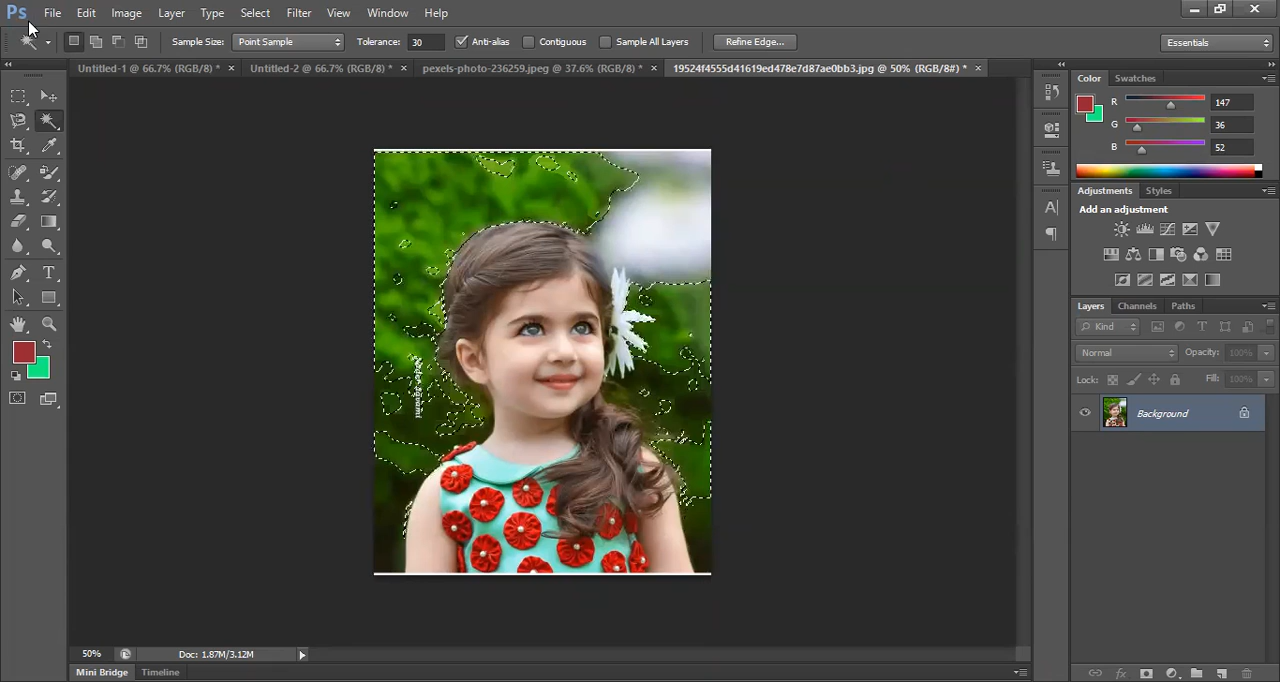 Ps File Edit Image Layer Type Select Filter View Window Help
Sample Size: Point Sample Tolerance: 30 Anti-alias Contiguous Sample All Layers Refine Edge... Essentials
Untitled-1 @ 66.7% (RGB/8) * × Untitled-2 @ 66.7% (RGB/8) * × pexels-photo-236259.jpeg @ 37.6% (RGB/8) * × 19524f4555d41619ed478e7d87ae0bb3.jpg @ 50% (RGB/8#) * ×
Color Swatches
R 147
G 36
B 52
Adjustments Styles
Add an adjustment
Layers Channels Paths
Kind
Normal Opacity: 100%
Lock: Fill: 100%
Background
50% Doc: 1.87M/3.12M
Mini Bridge Timeline